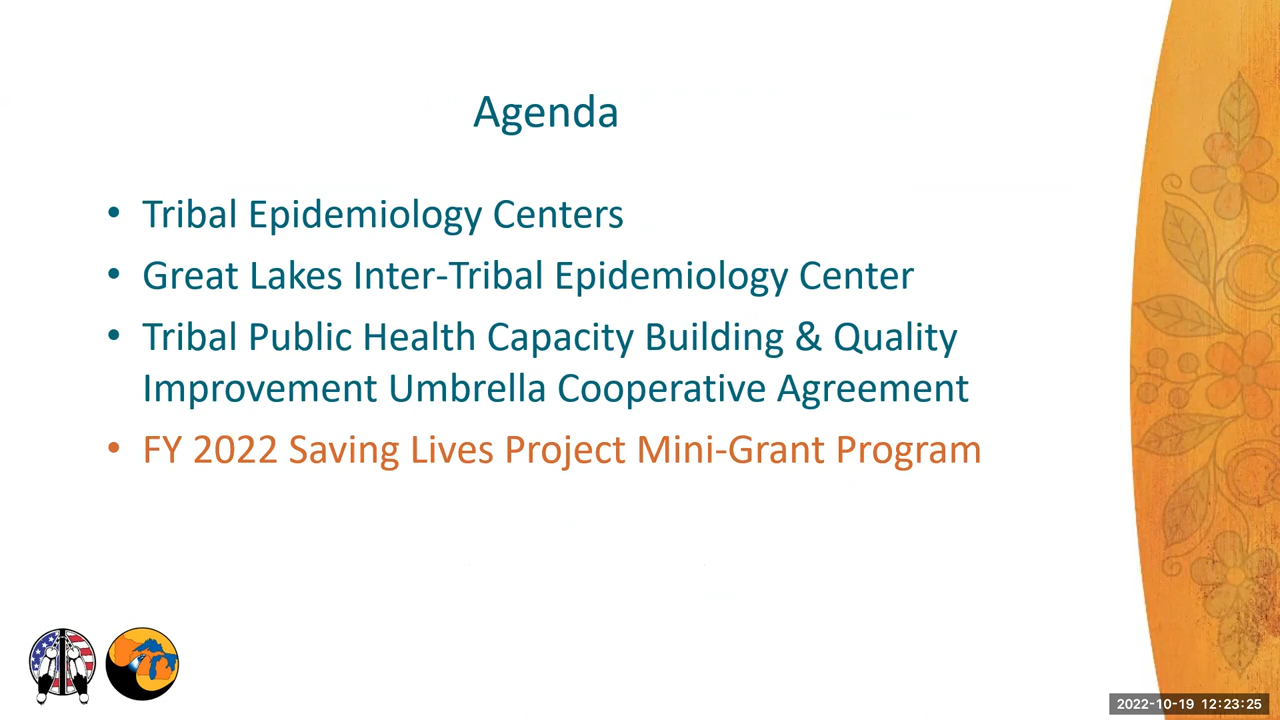 Agenda
• Tribal Epidemiology Centers
• Great Lakes Inter-Tribal Epidemiology Center
• Tribal Public Health Capacity Building & Quality
Improvement Umbrella Cooperative Agreement
• FY 2022 Saving Lives Project Mini-Grant Program
2022-10-19 12:23:25